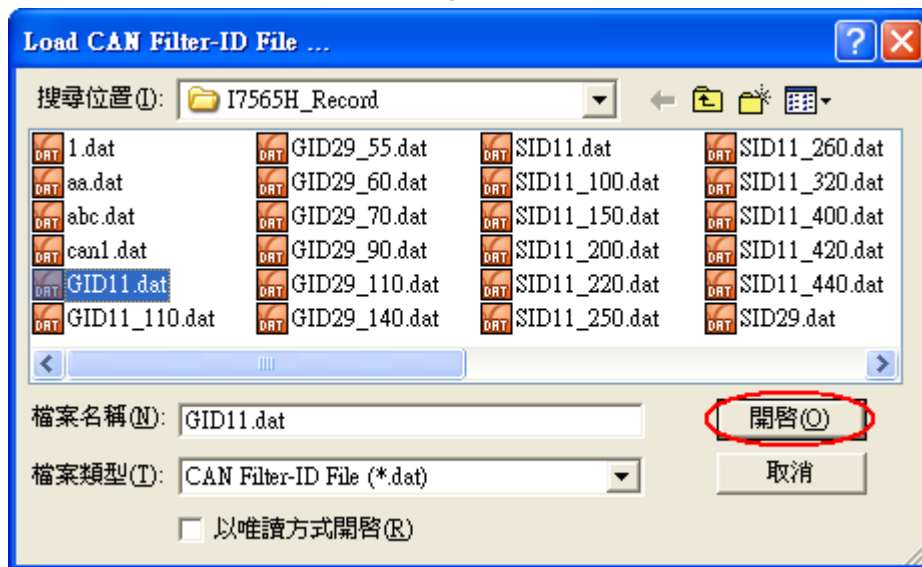 Load CAN Filter-ID File ...
搜尋位置(I): I7565H_Record
1.dat GID29_55.dat SID11.dat SID11_260.dat
aa.dat GID29_60.dat SID11_100.dat SID11_320.dat
abc.dat GID29_70.dat SID11_150.dat SID11_400.dat
can1.dat GID29_90.dat SID11_200.dat SID11_420.dat
GID11.dat GID29_110.dat SID11_220.dat SID11_440.dat
GID11_110.dat GID29_140.dat SID11_250.dat SID29.dat
檔案名稱(N): GID11.dat 開啓(O)
檔案類型(T): CAN Filter-ID File (*.dat) 取消
以唯讀方式開啓(R)